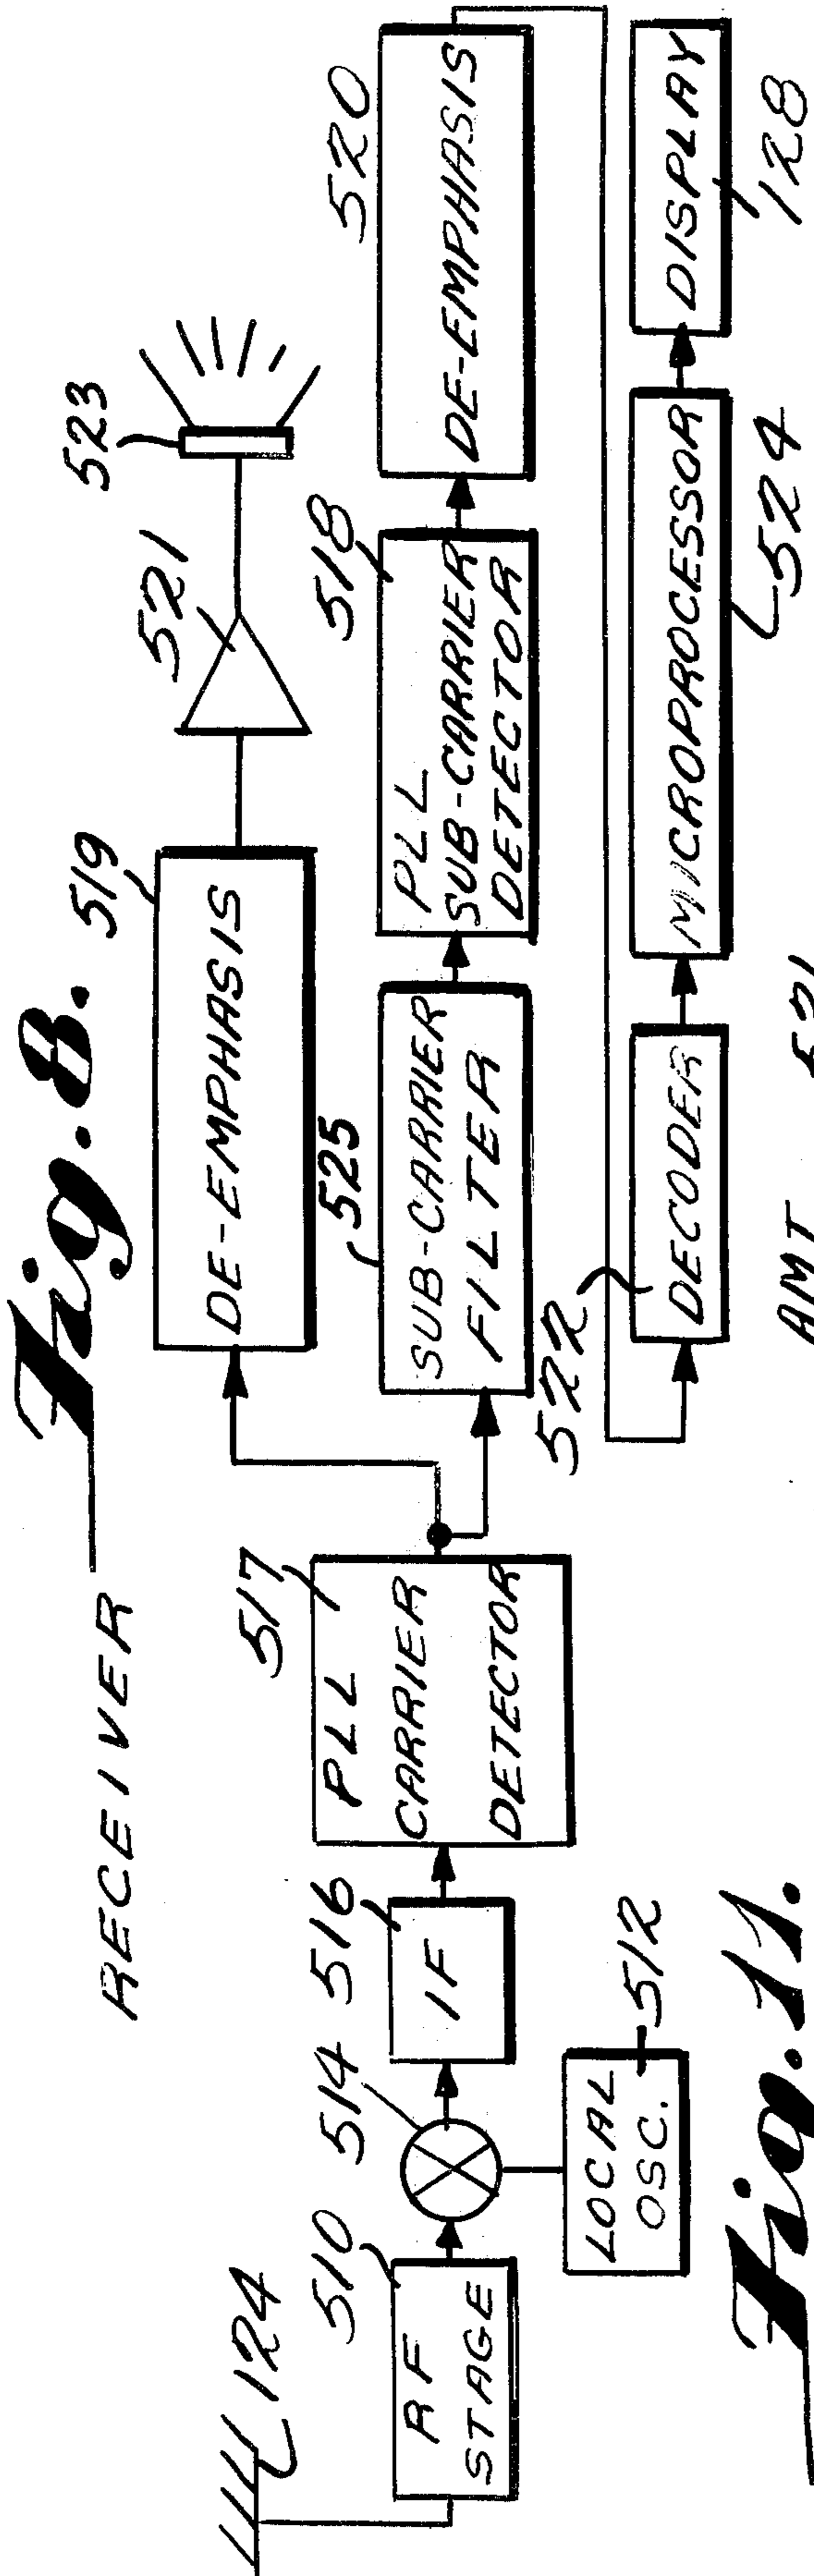 Fig. 8.
RECEIVER
124
510
RF
STAGE
514
LOCAL
OSC.
512
516
IF
517
PLL
CARRIER
DETECTOR
519
DE-EMPHASIS
521
523
525
SUB-CARRIER
FILTER
518
PLL
SUB-CARRIER
DETECTOR
520
DE-EMPHASIS
522
DECODER
MICROPROCESSOR
524
DISPLAY
128
Fig. 11.
AMT